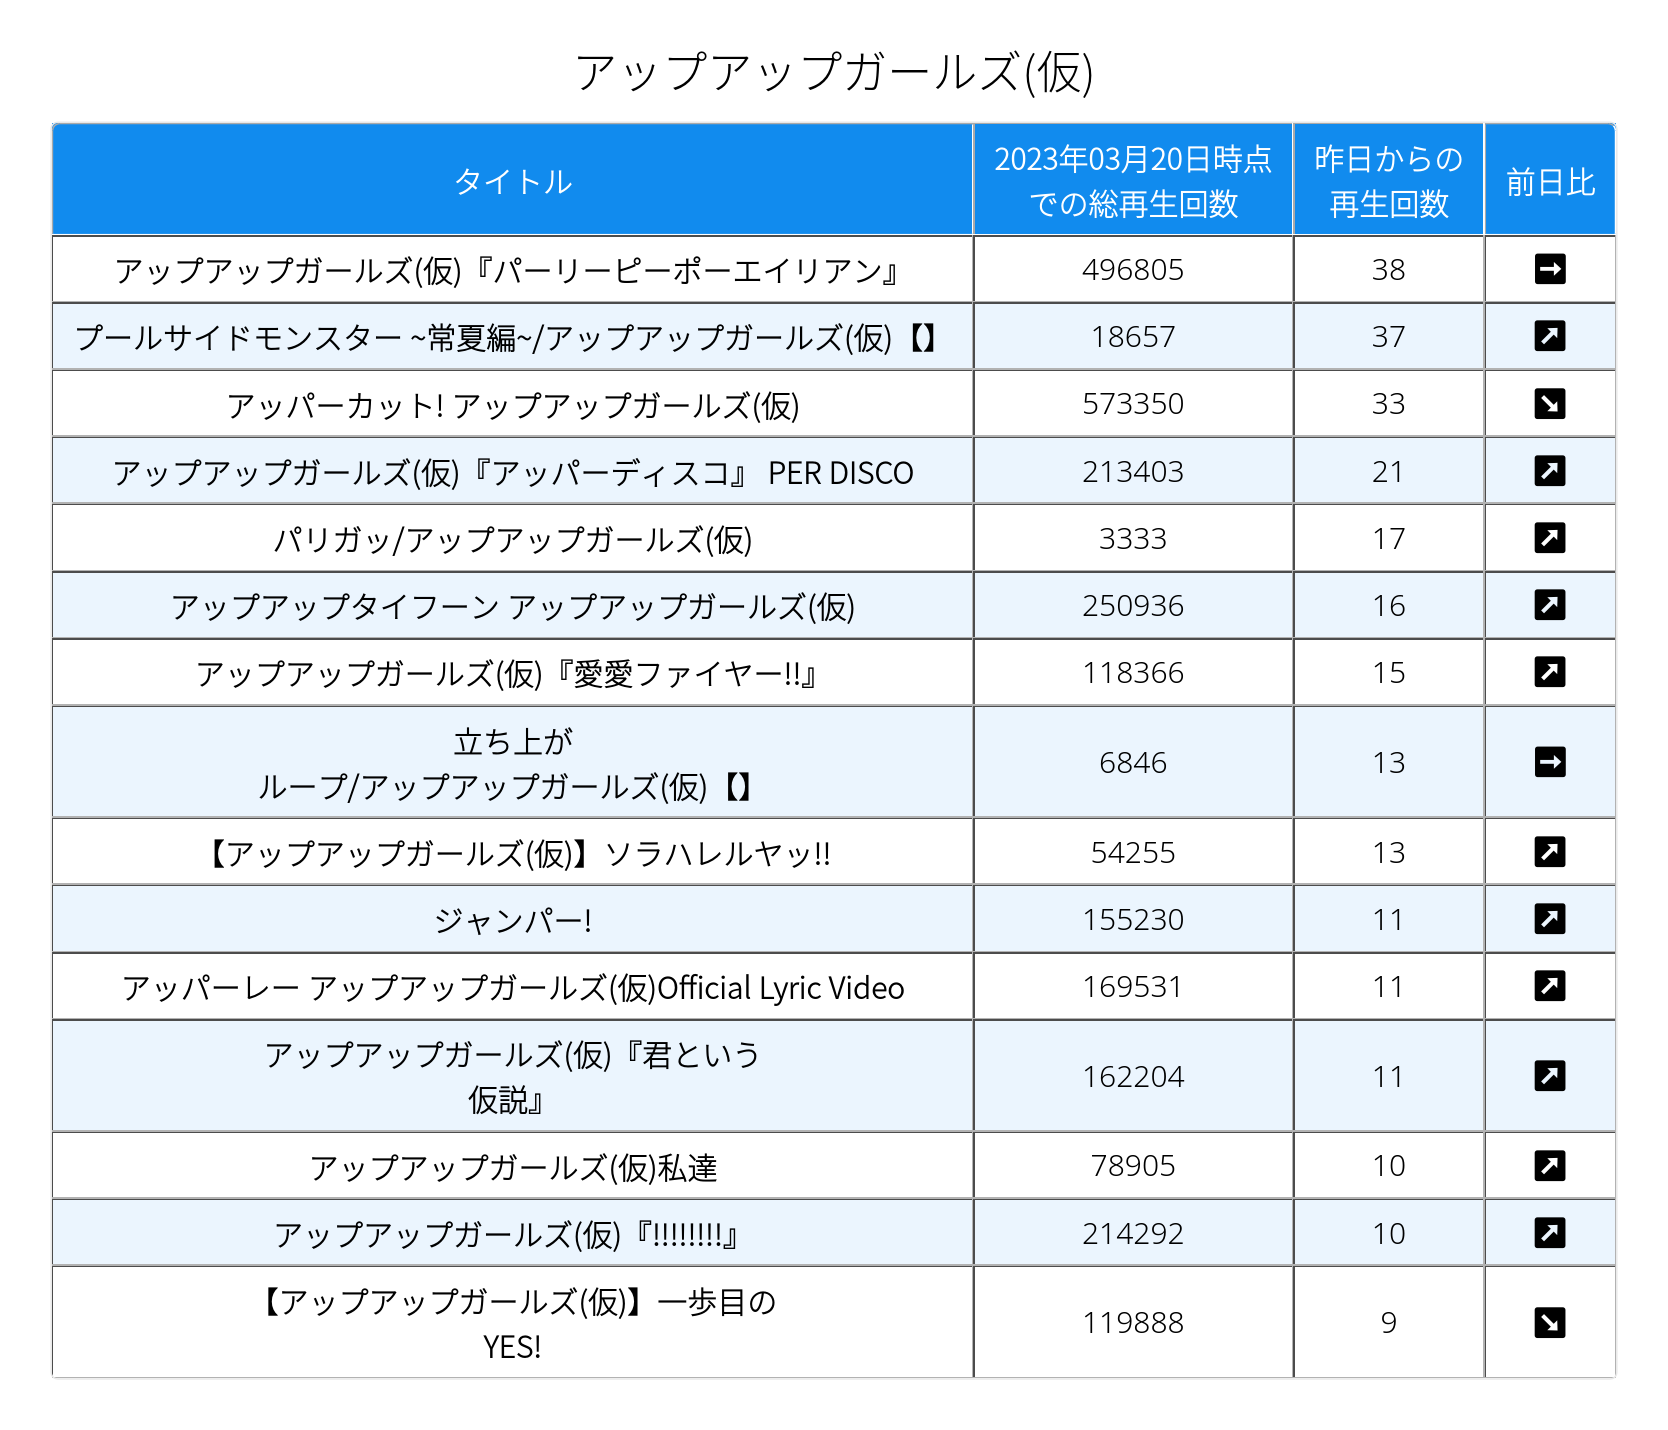 アップアップガールズ(仮)
タイトル
2023年03月20日時点
での総再生回数
昨日からの
再生回数
前日比
アップアップガールズ(仮)『パーリーピーポーエイリアン』 496805 38
プールサイドモンスター ~常夏編~/アップアップガールズ(仮)【】 18657 37
アッパーカット! アップアップガールズ(仮) 573350 33
アップアップガールズ(仮)『アッパーディスコ』 PER DISCO 213403 21
パリガッ/アップアップガールズ(仮) 3333 17
アップアップタイフーン アップアップガールズ(仮) 250936 16
アップアップガールズ(仮)『愛愛ファイヤー!!』 118366 15
立ち上が
ループ/アップアップガールズ(仮)【】 6846 13
【アップアップガールズ(仮)】ソラハレルヤッ!! 54255 13
ジャンパー! 155230 11
アッパーレー アップアップガールズ(仮)Official Lyric Video 169531 11
アップアップガールズ(仮)『君という
仮説』 162204 11
アップアップガールズ(仮)私達 78905 10
アップアップガールズ(仮)『!!!!!!!!』 214292 10
【アップアップガールズ(仮)】一歩目の
YES! 119888 9